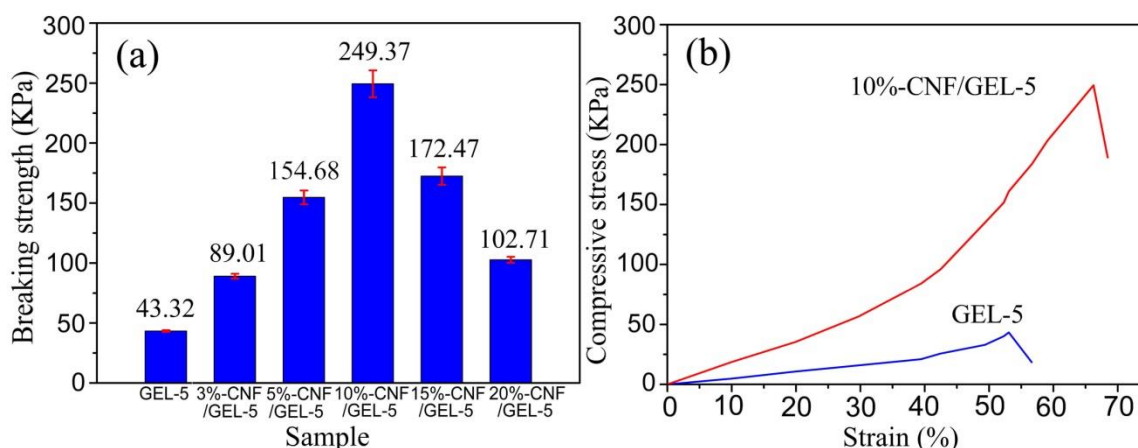 (a)
Breaking strength (KPa)
300
250
200
150
100
50
0
43.32
89.01
154.68
249.37
172.47
102.71
GEL-5 3%-CNF 5%-CNF 10%-CNF 15%-CNF 20%-CNF
/GEL-5 /GEL-5 /GEL-5 /GEL-5 /GEL-5
Sample
(b)
Compressive stress (KPa)
300
250
200
150
100
50
0
10%-CNF/GEL-5
GEL-5
0 10 20 30 40 50 60 70
Strain (%)